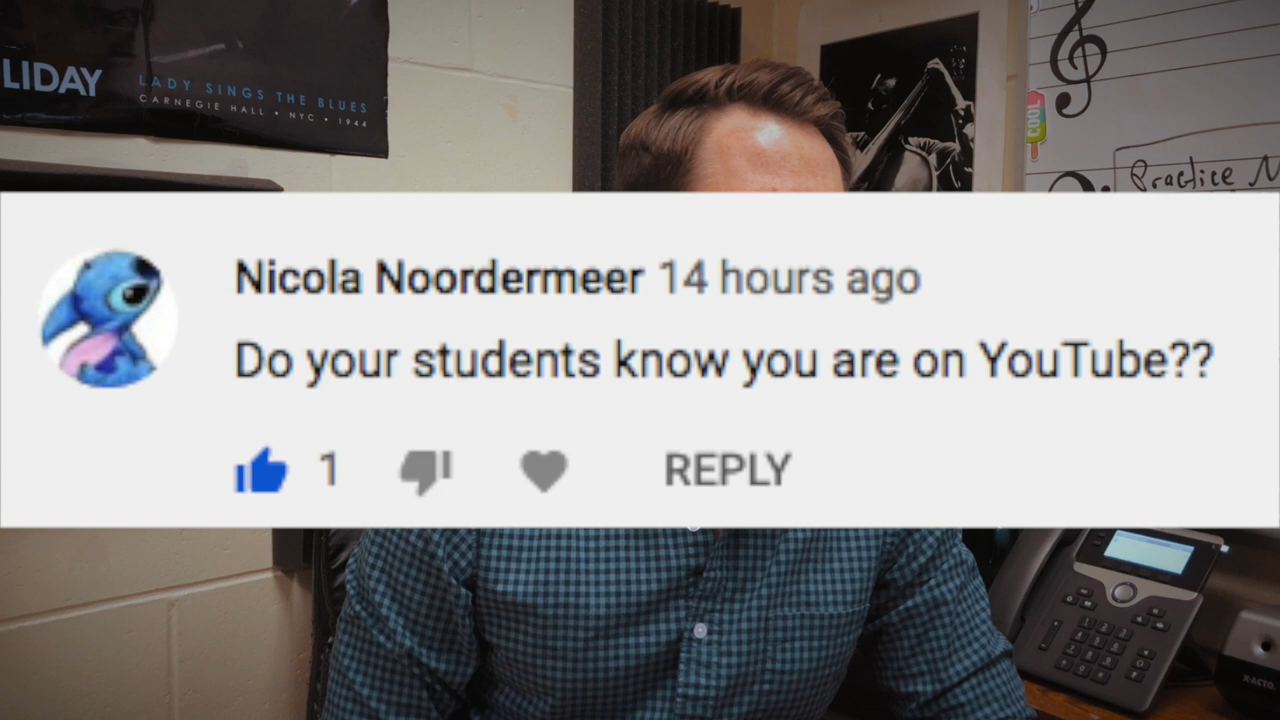 LIDAY
LADY SINGS THE BLUES
CARNEGIE HALL • NYC • 1944
COOL
Practice
Nicola Noordermeer 14 hours ago
Do your students know you are on YouTube??
1
REPLY
X-ACTO